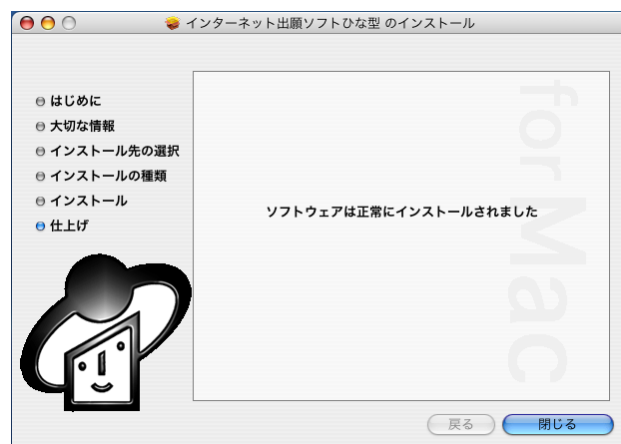 インターネット出願ソフトひな型 のインストール
はじめに
大切な情報
インストール先の選択
インストールの種類
インストール
仕上げ
for Mac
ソフトウェアは正常にインストールされました
戻る
閉じる